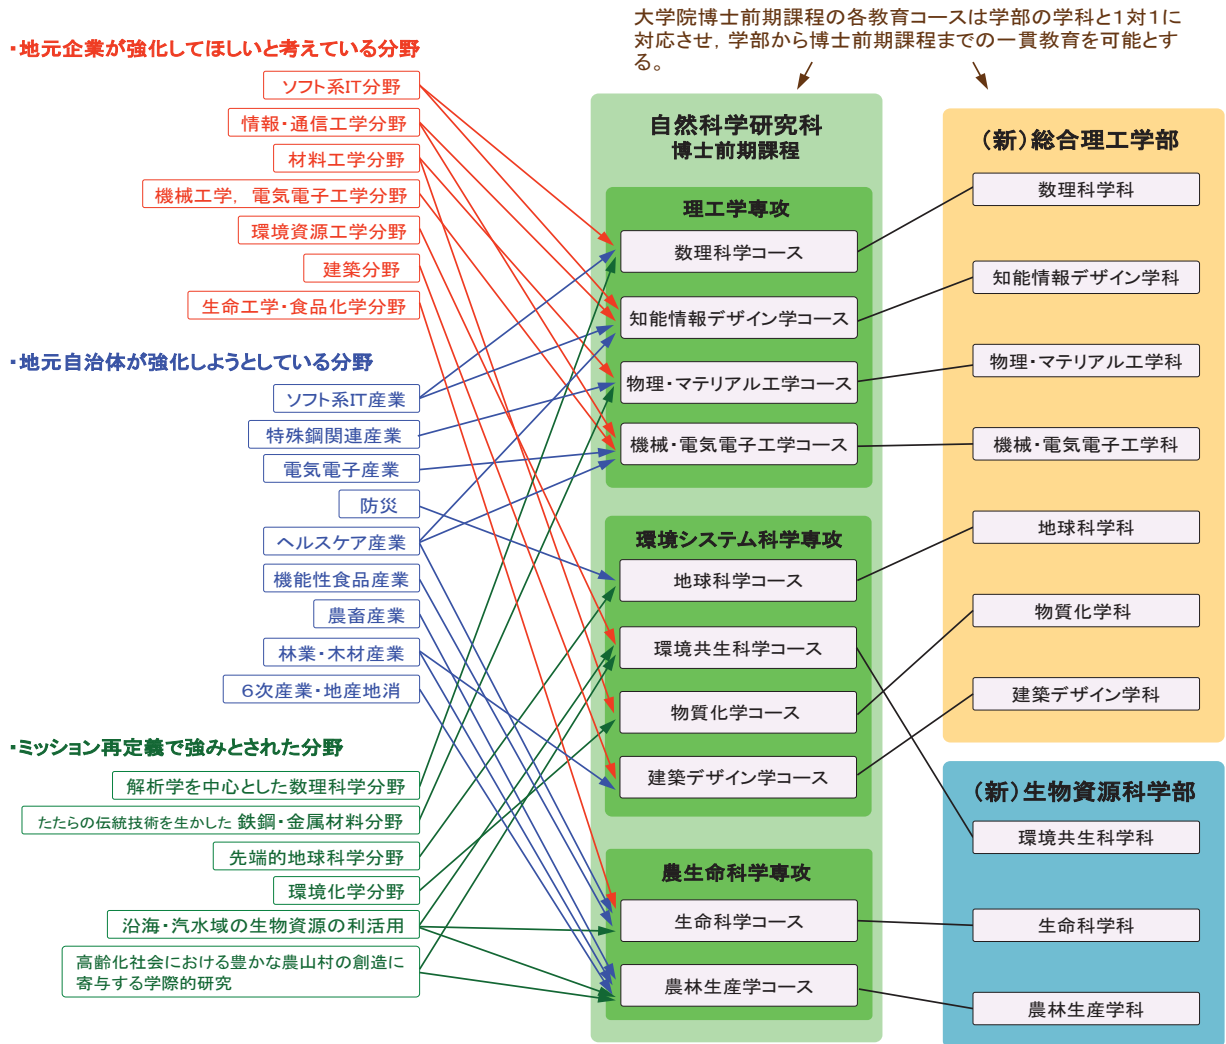 大学院博士前期課程の各教育コースは学部の学科と1対1に
対応させ，学部から博士前期課程までの一貫教育を可能とす
る。
・地元企業が強化してほしいと考えている分野
ソフト系IT分野
情報・通信工学分野
材料工学分野
機械工学，電気電子工学分野
環境資源工学分野
建築分野
生命工学・食品化学分野
・地元自治体が強化しようとしている分野
ソフト系IT産業
特殊鋼関連産業
電気電子産業
防災
ヘルスケア産業
機能性食品産業
農畜産業
林業・木材産業
6次産業・地産地消
・ミッション再定義で強みとされた分野
解析学を中心とした数理科学分野
たたらの伝統技術を生かした 鉄鋼・金属材料分野
先端的地球科学分野
環境化学分野
沿海・汽水域の生物資源の利活用
高齢化社会における豊かな農山村の創造に
寄与する学際的研究
自然科学研究科
博士前期課程
理工学専攻
数理科学コース
知能情報デザイン学コース
物理・マテリアル工学コース
機械・電気電子工学コース
環境システム科学専攻
地球科学コース
環境共生科学コース
物質化学コース
建築デザイン学コース
農生命科学専攻
生命科学コース
農林生産学コース
（新）総合理工学部
数理科学科
知能情報デザイン学科
物理・マテリアル工学科
機械・電気電子工学科
地球科学科
物質化学科
建築デザイン学科
（新）生物資源科学部
環境共生科学科
生命科学科
農林生産学科